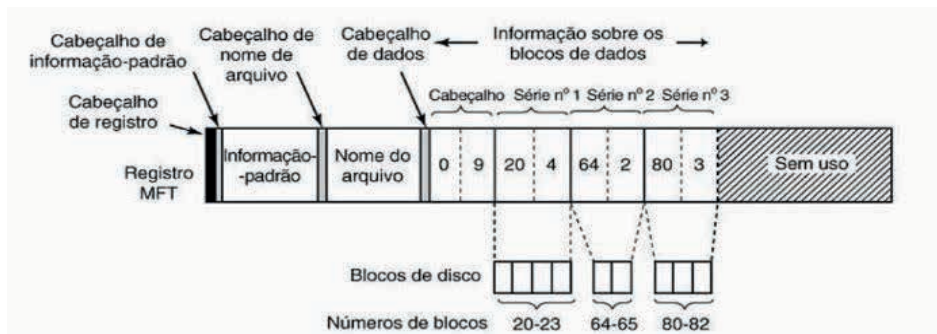 Cabeçalho de
informação-padrão
Cabeçalho de
nome de
arquivo
Cabeçalho
de dados
Informação sobre os
blocos de dados
Cabeçalho
de registro
Cabeçalho Série nº 1 Série nº 2 Série nº 3
Registro
MFT
Informação-
-padrão
Nome do
arquivo
0 9 20 4 64 2 80 3
Sem uso
Blocos de disco
Números de blocos 20-23 64-65 80-82